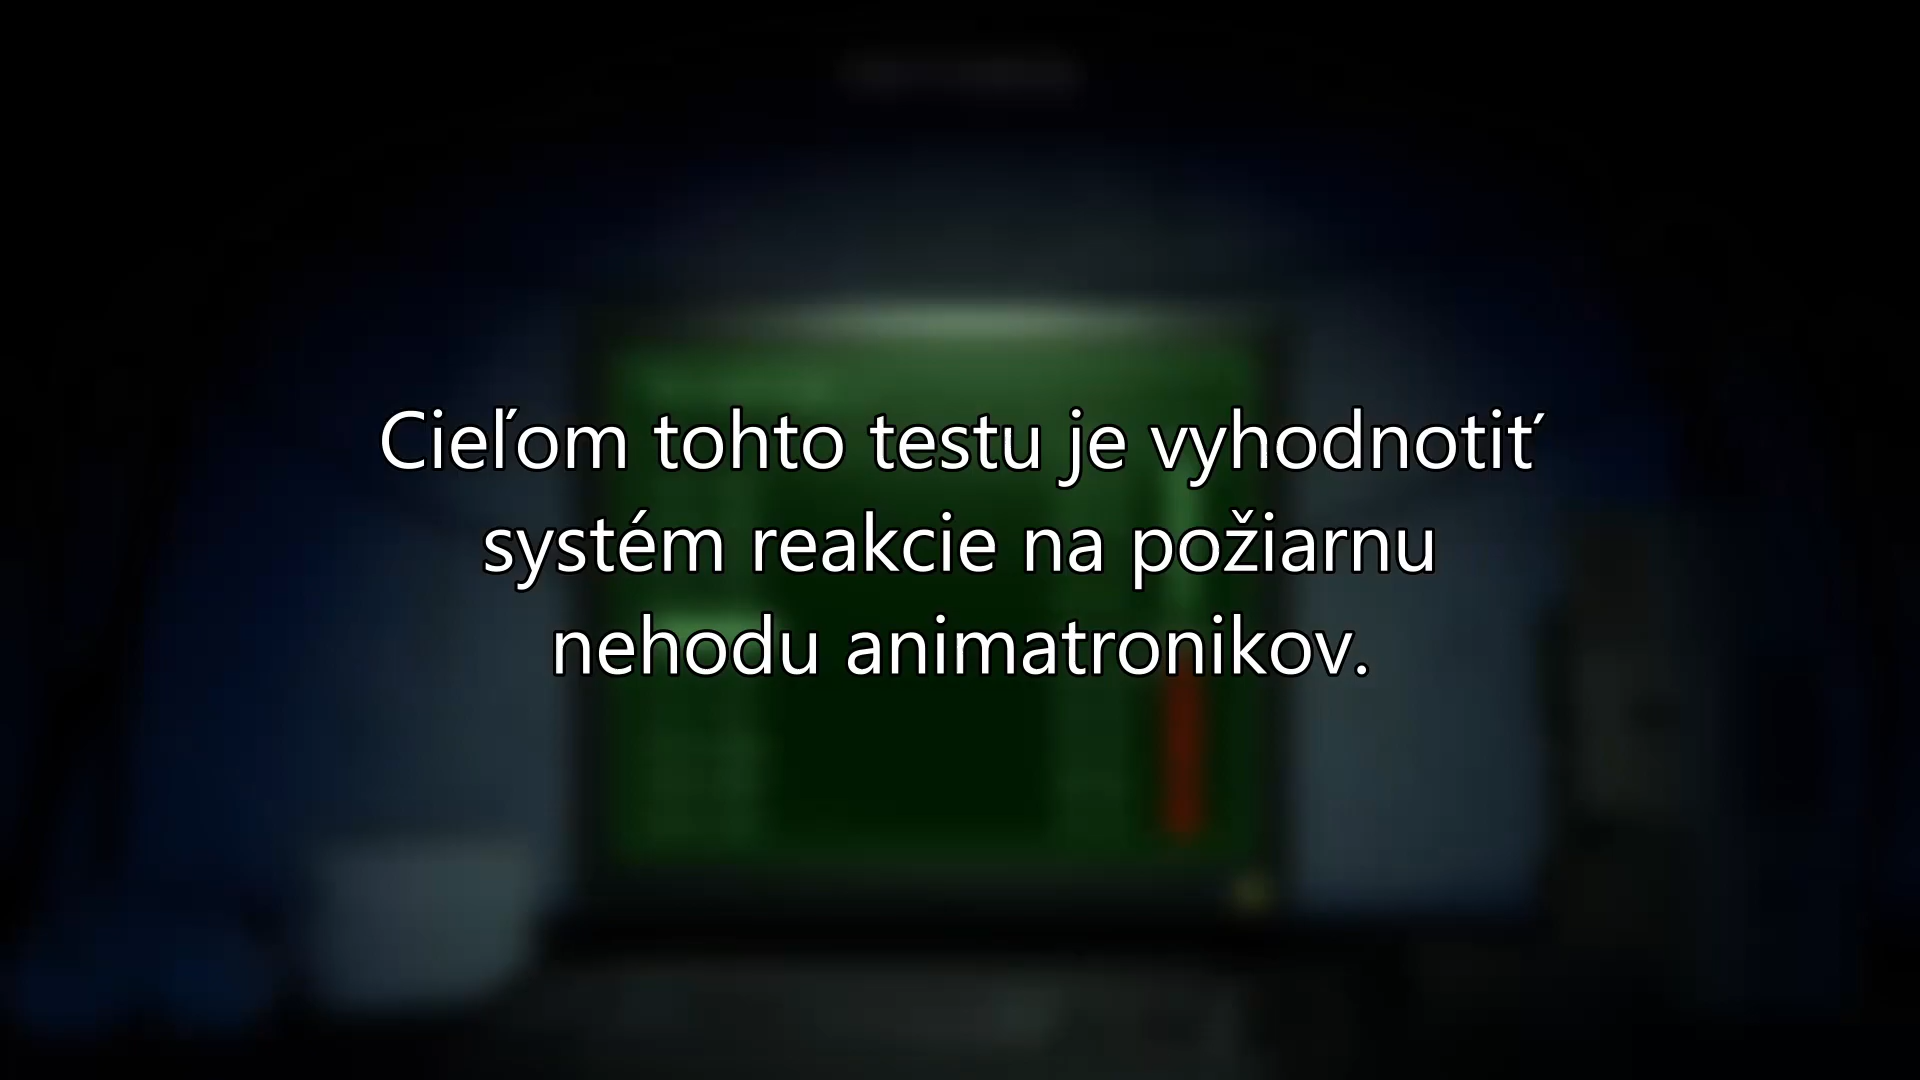 Cieľom tohto testu je vyhodnotiť
systém reakcie na požiarnu
nehodu animatronikov.